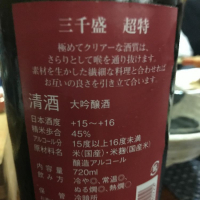 三千盛 超特
極めてクリアーな酒質は、
さらりとして喉を通り抜けます。
素材を生かした繊細な料理と合わせれば
お互いの良さを引き立て合います。
清酒 大吟醸酒
日本酒度 +15~+16
精米歩合 45%
アルコール分 15度以上16度未満
原材料名 米(国産)・米麹(国産米)
醸造アルコール
内容量 720ml
冷や◎、常温◎、
ぬる燗◎、熱燗◎
冷暗所